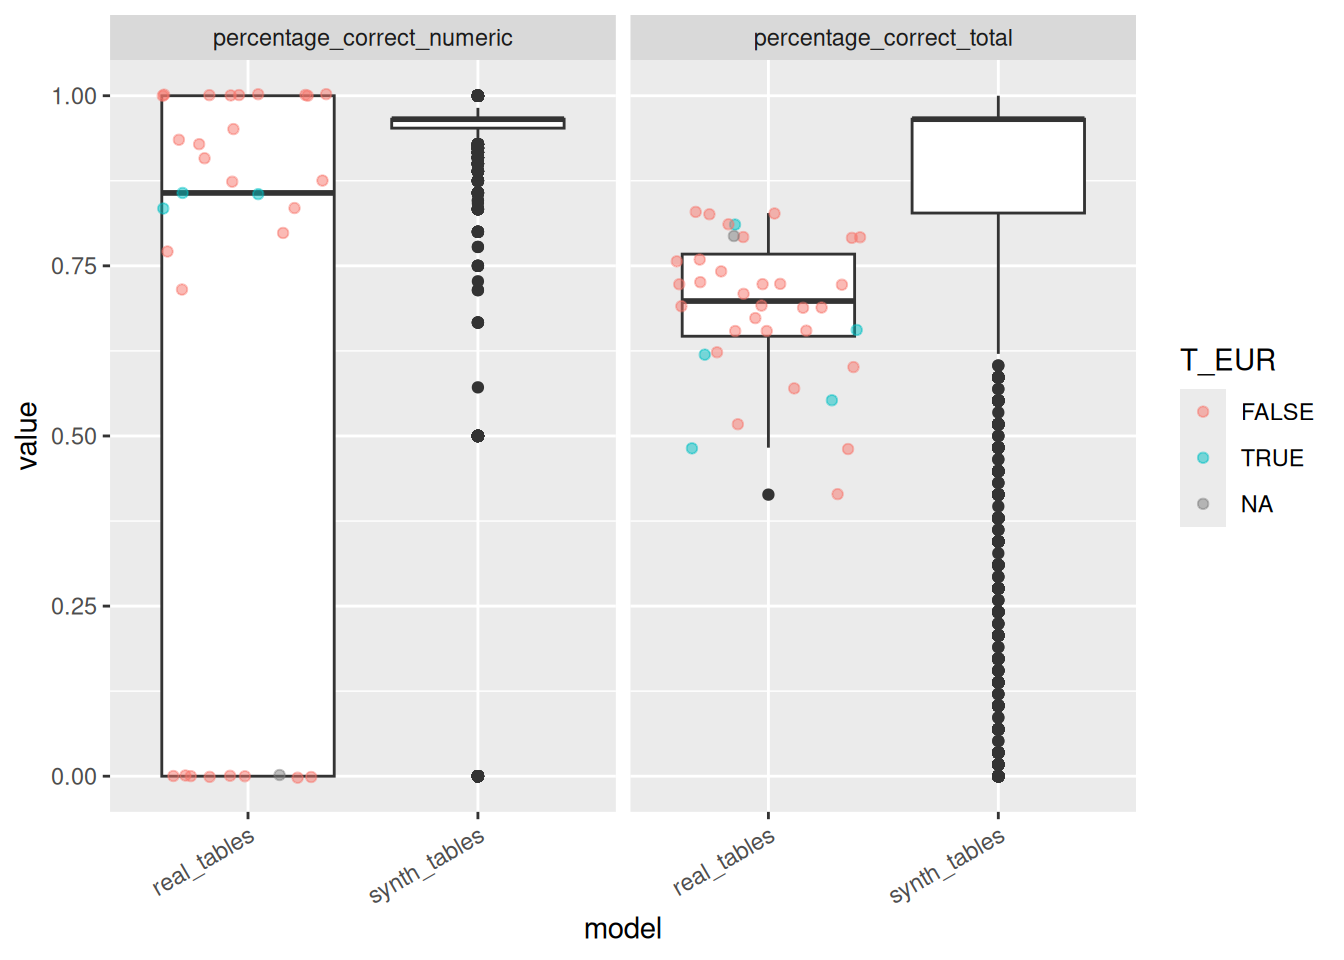 percentage_correct_numeric
percentage_correct_total
1.00
0.75
0.50
0.25
0.00
value
real_tables
synth_tables
real_tables
synth_tables
model
T_EUR
FALSE
TRUE
NA